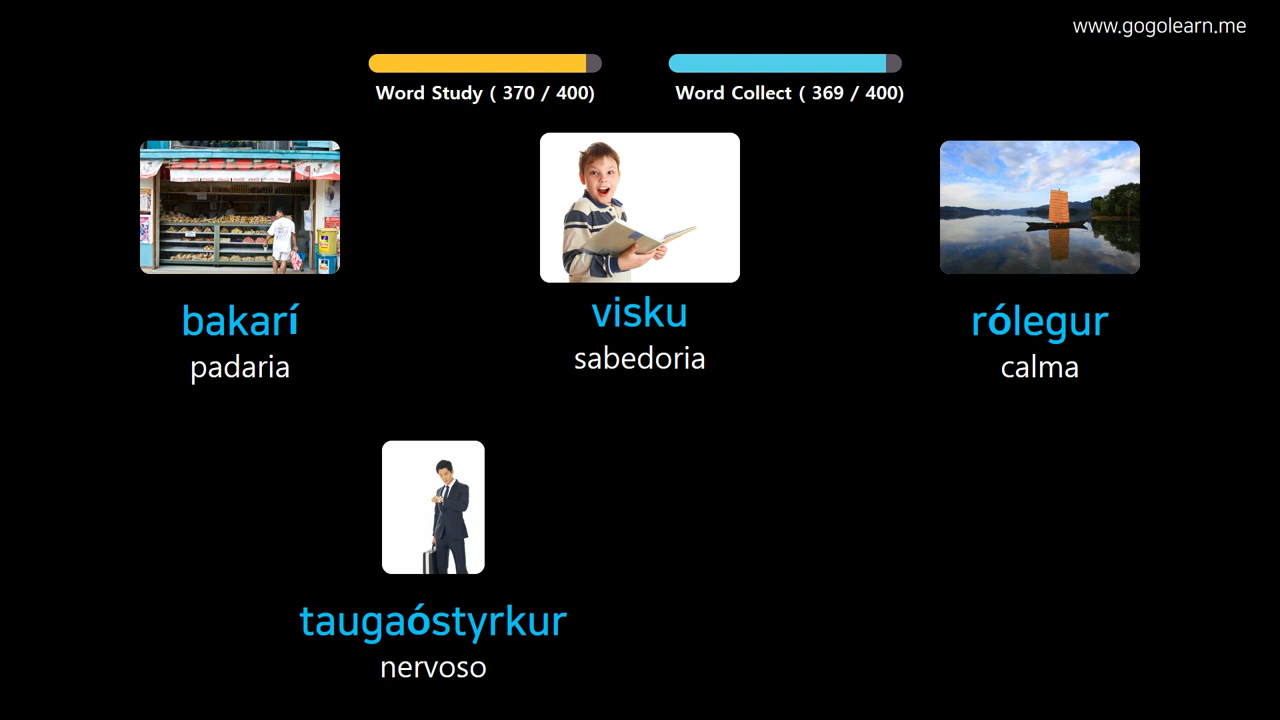 www.gogolearn.me
Word Study ( 370 / 400)
Word Collect ( 369 / 400)
bakarí
padaria
visku
sabedoria
rólegur
calma
taugaóstyrkur
nervoso